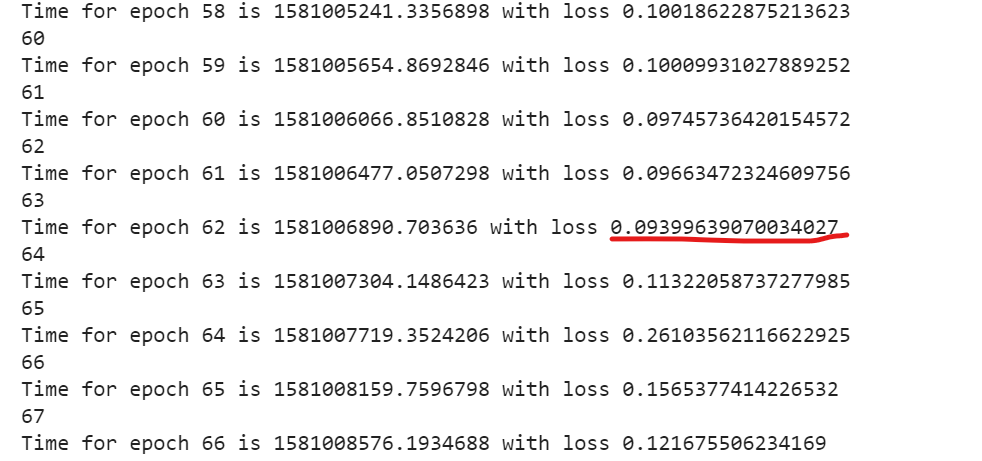 Time for epoch 58 is 1581005241.3356898 with loss 0.10018622875213623
60
Time for epoch 59 is 1581005654.8692846 with loss 0.10009931027889252
61
Time for epoch 60 is 1581006066.8510828 with loss 0.09745736420154572
62
Time for epoch 61 is 1581006477.0507298 with loss 0.09663472324609756
63
Time for epoch 62 is 1581006890.703636 with loss 0.09399639070034027
64
Time for epoch 63 is 1581007304.1486423 with loss 0.11322058737277985
65
Time for epoch 64 is 1581007719.3524206 with loss 0.26103562116622925
66
Time for epoch 65 is 1581008159.7596798 with loss 0.1565377414226532
67
Time for epoch 66 is 1581008576.1934688 with loss 0.121675506234169